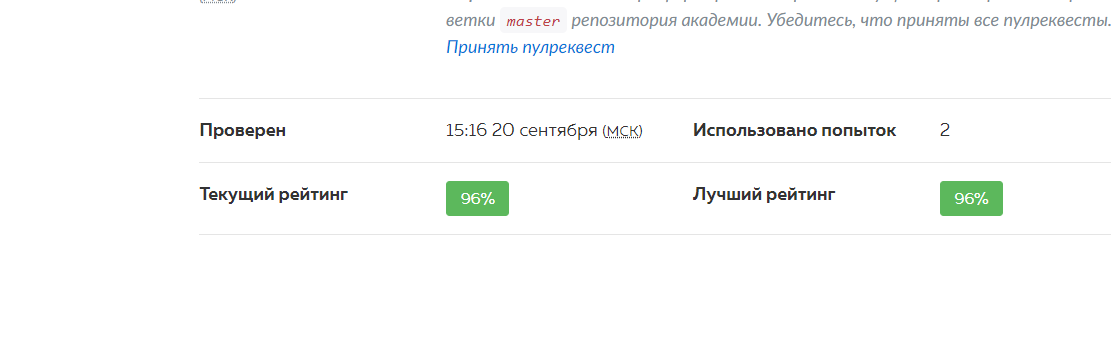 ветки master репозитория академии. Убедитесь, что приняты все пулреквесты.
Принять пулреквест
Проверен 15:16 20 сентября (МСК) Использовано попыток 2
Текущий рейтинг 96% Лучший рейтинг 96%